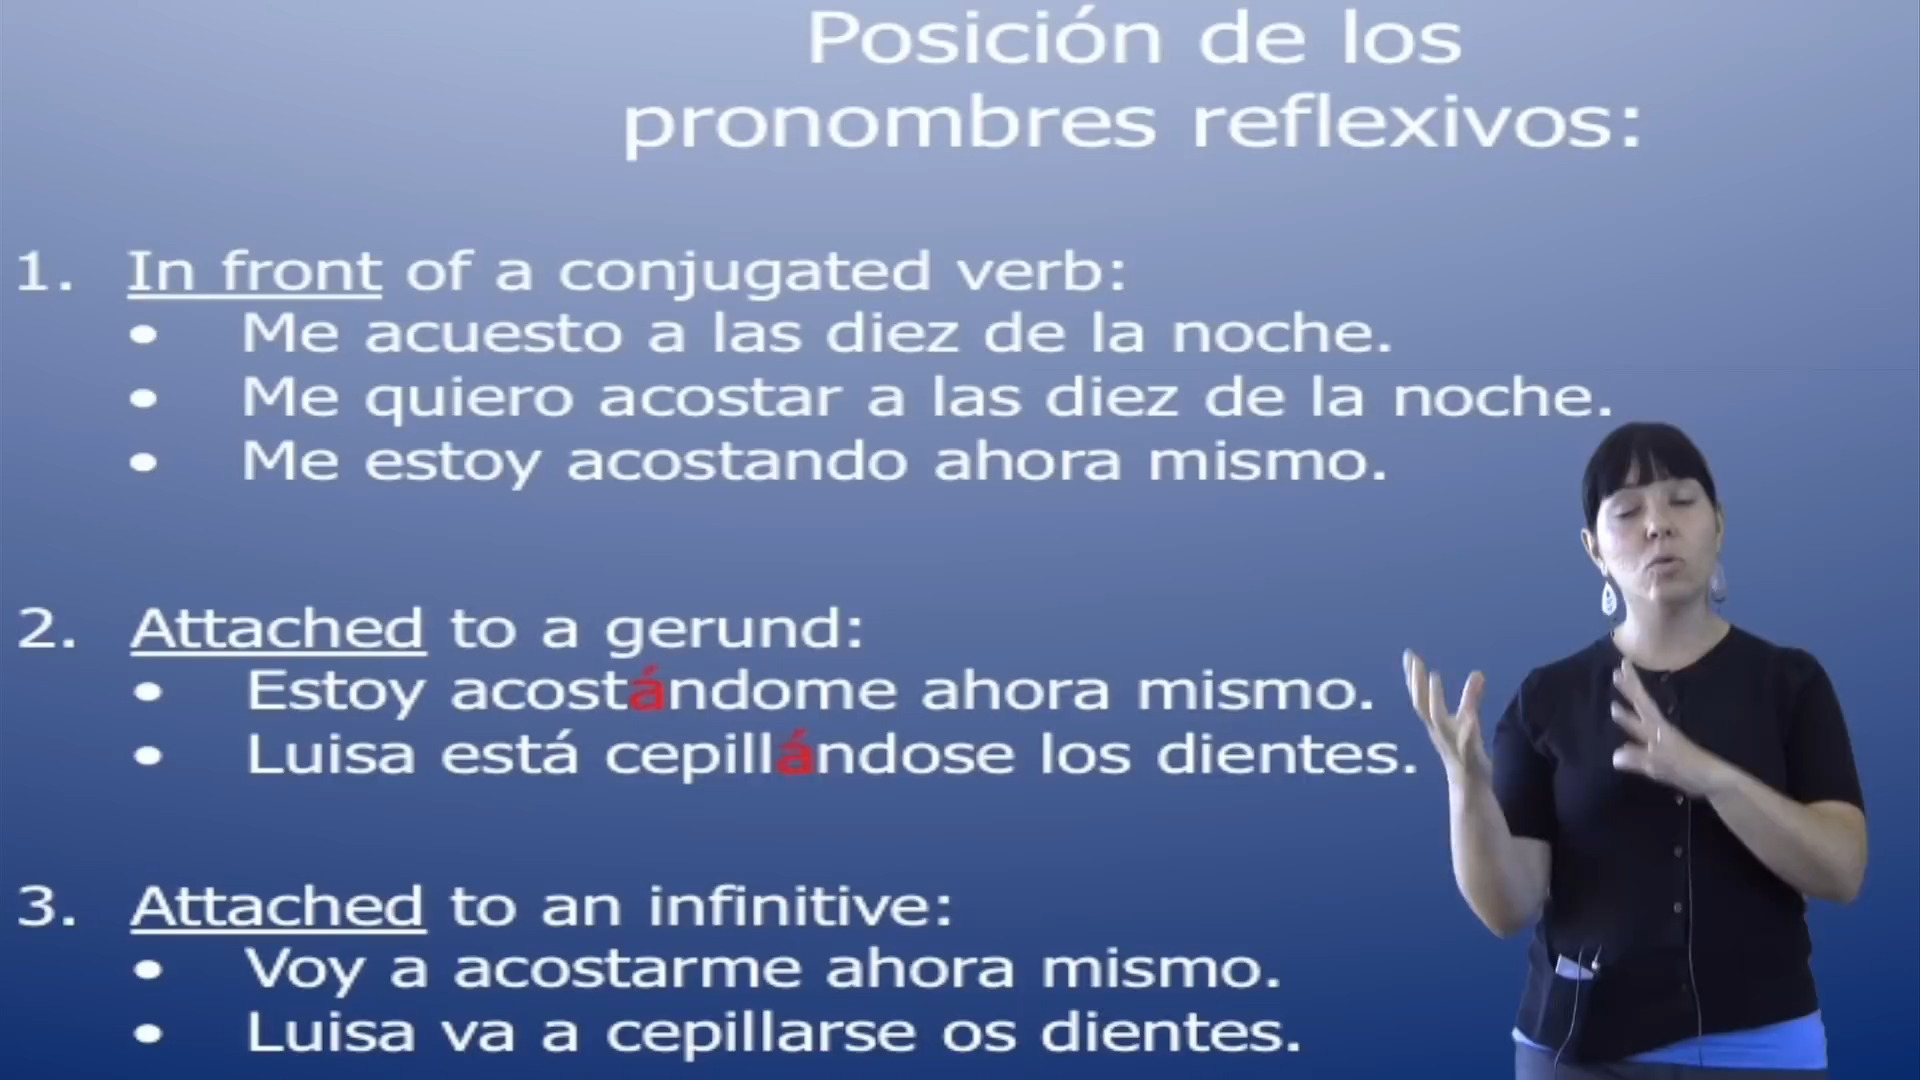 Posición de los
pronombres reflexivos:
1. In front of a conjugated verb:
• Me acuesto a las diez de la noche.
• Me quiero acostar a las diez de la noche.
• Me estoy acostando ahora mismo.
2. Attached to a gerund:
• Estoy acostándome ahora mismo.
• Luisa está cepillándose los dientes.
3. Attached to an infinitive:
• Voy a acostarme ahora mismo.
• Luisa va a cepillarse os dientes.